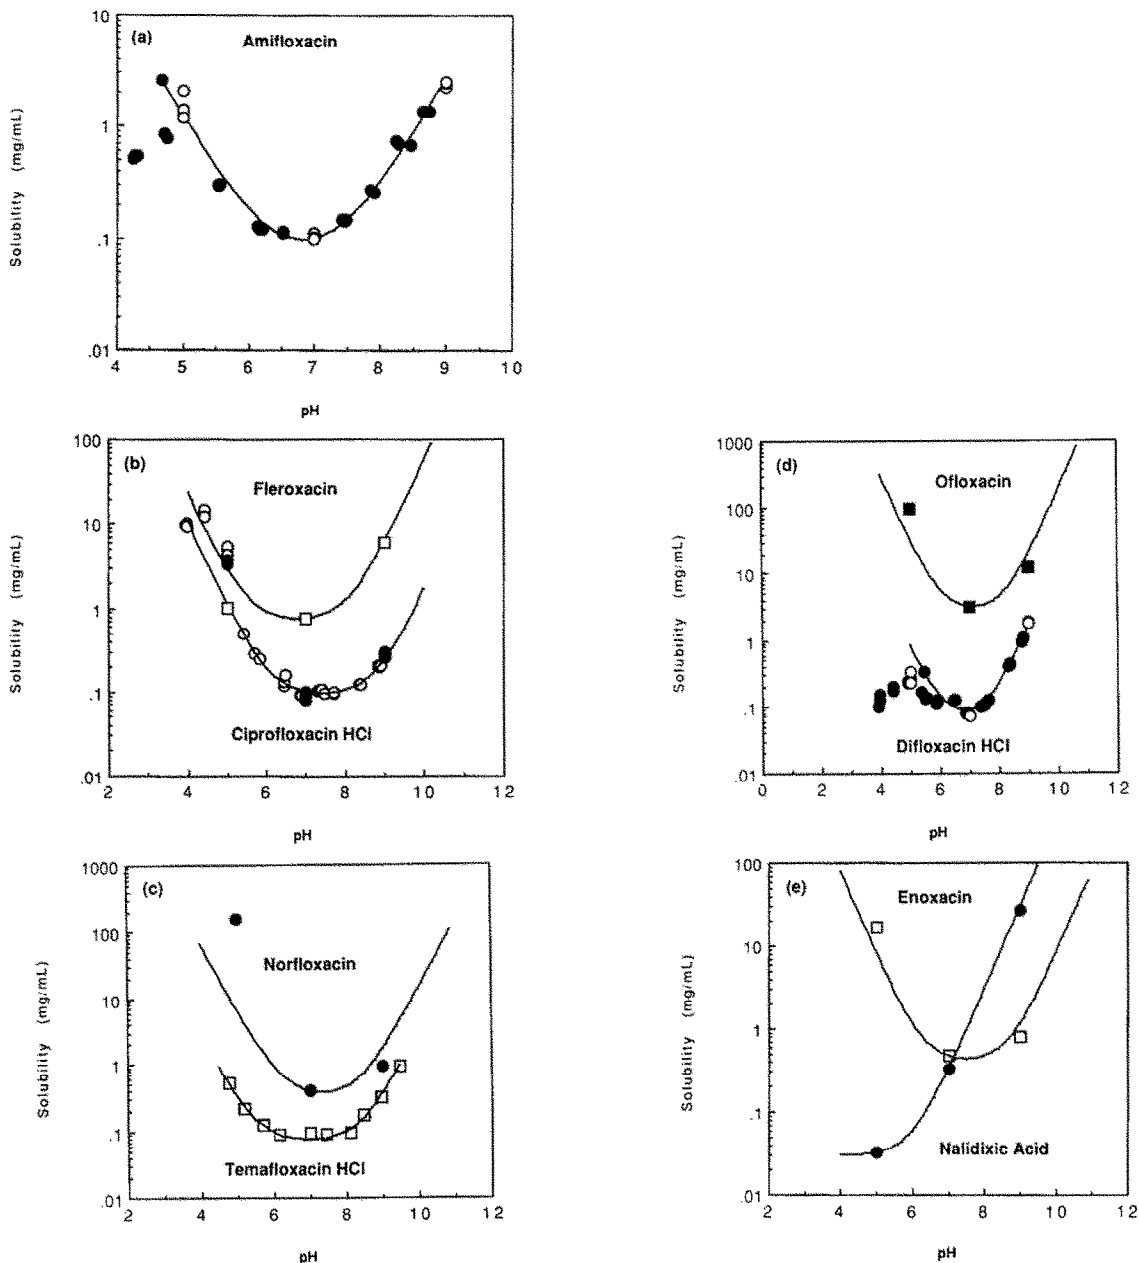 (a)
Amifloxacin
10
1
.1
.01
Solubility (mg/mL)
4 5 6 7 8 9 10
pH
(b)
Fleroxacin
Ciprofloxacin HCl
100
10
1
.1
.01
Solubility (mg/mL)
2 4 6 8 10 12
pH
(d)
Ofloxacin
Difloxacin HCl
1000
100
10
1
.1
.01
Solubility (mg/mL)
0 2 4 6 8 10 12
pH
(c)
Norfloxacin
Temafloxacin HCl
1000
100
10
1
.1
.01
Solubility (mg/mL)
2 4 6 8 10 12
pH
(e)
Enoxacin
Nalidixic Acid
100
10
1
.1
.01
Solubility (mg/mL)
2 4 6 8 10 12
pH